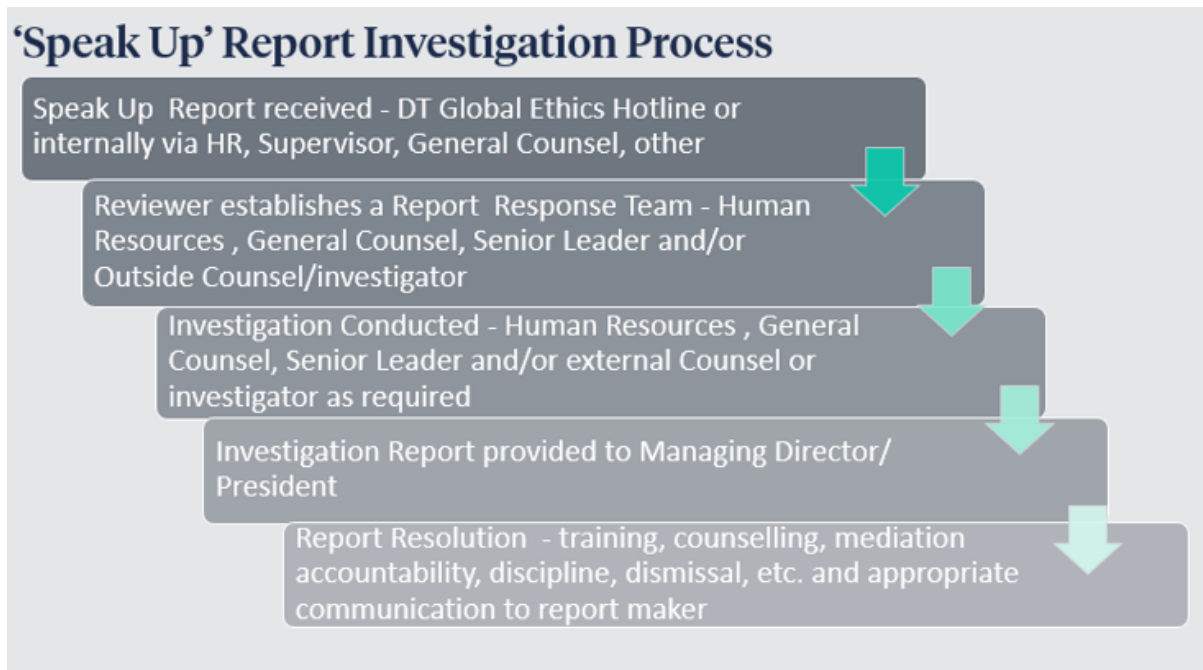 ‘Speak Up’ Report Investigation Process
Speak Up Report received - DT Global Ethics Hotline or
internally via HR, Supervisor, General Counsel, other
Reviewer establishes a Report Response Team - Human
Resources , General Counsel, Senior Leader and/or
Outside Counsel/investigator
Investigation Conducted - Human Resources , General
Counsel, Senior Leader and/or external Counsel or
investigator as required
Investigation Report provided to Managing Director/
President
Report Resolution - training, counselling, mediation
accountability, discipline, dismissal, etc. and appropriate
communication to report maker